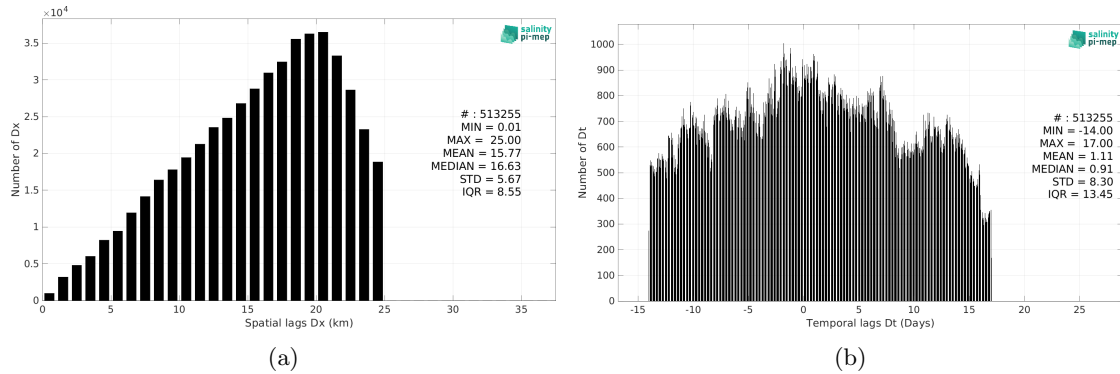 ×10⁴
3.5
3
2.5
2
1.5
1
0.5
0
Number of Dx
0 5 10 15 20 25 30 35
Spatial lags Dx (km)
salinity
pi-mep
# : 513255
MIN = 0.01
MAX = 25.00
MEAN = 15.77
MEDIAN = 16.63
STD = 5.67
IQR = 8.55
(a)
1000
900
800
700
600
500
400
300
200
100
0
Number of Dt
-15 -10 -5 0 5 10 15 20 25
Temporal lags Dt (Days)
salinity
pi-mep
# : 513255
MIN = -14.00
MAX = 17.00
MEAN = 1.11
MEDIAN = 0.91
STD = 8.30
IQR = 13.45
(b)